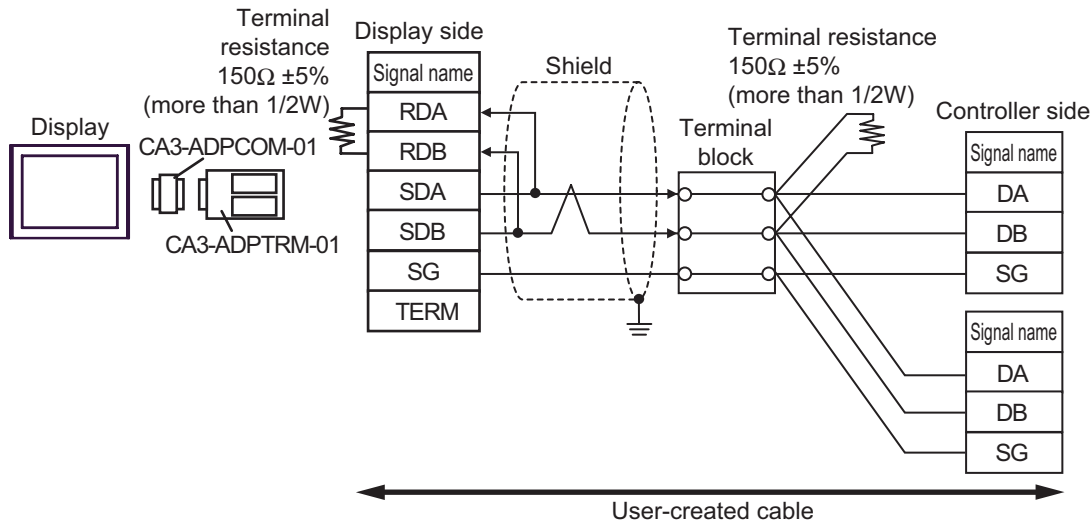 Terminal
resistance
150Ω ±5%
(more than 1/2W)
Display side
Signal name
RDA
RDB
SDA
SDB
SG
TERM
Display
CA3-ADPCOM-01
CA3-ADPTRM-01
Shield
Terminal resistance
150Ω ±5%
(more than 1/2W)
Terminal
block
Controller side
Signal name
DA
DB
SG
Signal name
DA
DB
SG
User-created cable